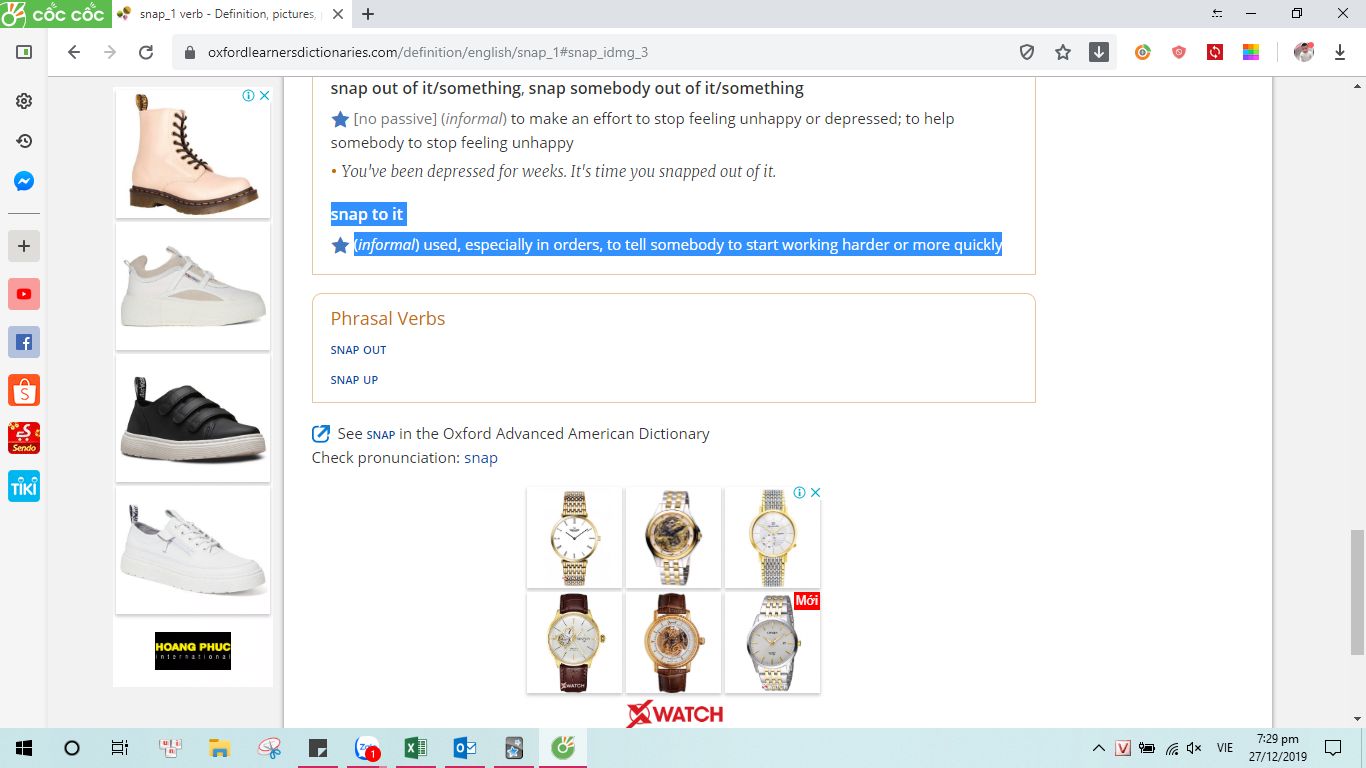 cốc cốc
snap_1 verb - Definition, pictures,
oxfordlearnersdictionaries.com/definition/english/snap_1#snap_idmg_3
snap out of it/something, snap somebody out of it/something
[no passive] (informal) to make an effort to stop feeling unhappy or depressed; to help
somebody to stop feeling unhappy
• You've been depressed for weeks. It's time you snapped out of it.
snap to it
(informal) used, especially in orders, to tell somebody to start working harder or more quickly
Phrasal Verbs
SNAP OUT
SNAP UP
See SNAP in the Oxford Advanced American Dictionary
Check pronunciation: snap
Sendo
TIKI
HOANG PHUC
international
Mới
XWATCH
XWATCH
1
VIE
7:29 pm
27/12/2019